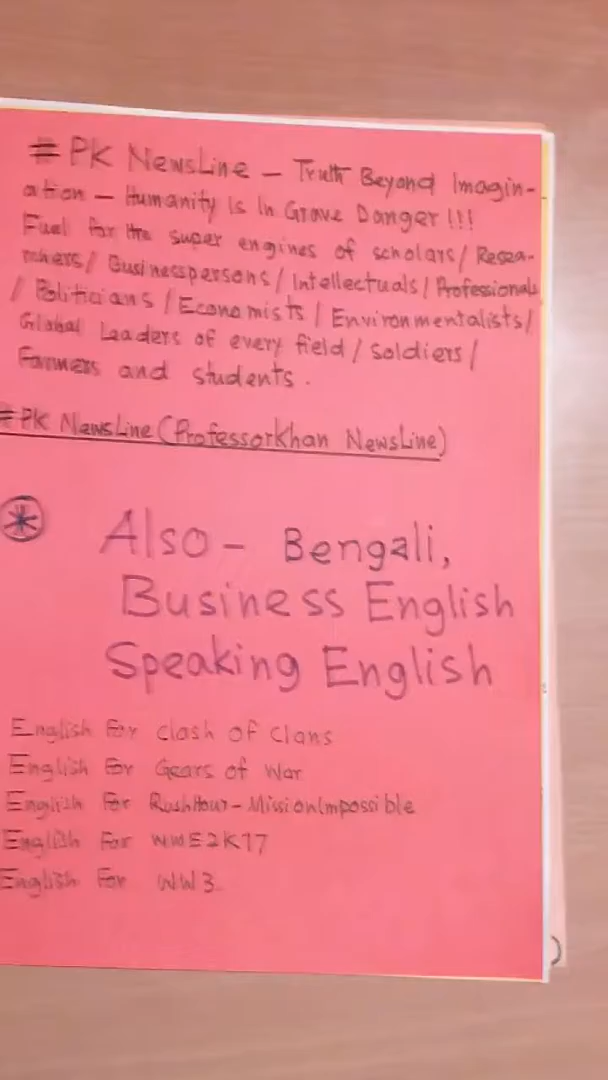 # PK NewsLine – Truth Beyond Imagin-
ation – Humanity Is In Grave Danger!!!
Fuel for the super engines of scholars/Resea-
rchers/Businesspersons/Intellectuals/Professionals
/Politicians/Economists/Environmentalists/
Global Leaders of every field/soldiers/
Farmers and students.
#PK NewsLine(ProfessorKhan NewsLine)
* Also – Bengali,
Business English
Speaking English
English For Clash of Clans
English For Gears of War
English For RushHour-MissionImpossible
English For WWE2K17
English For WW3